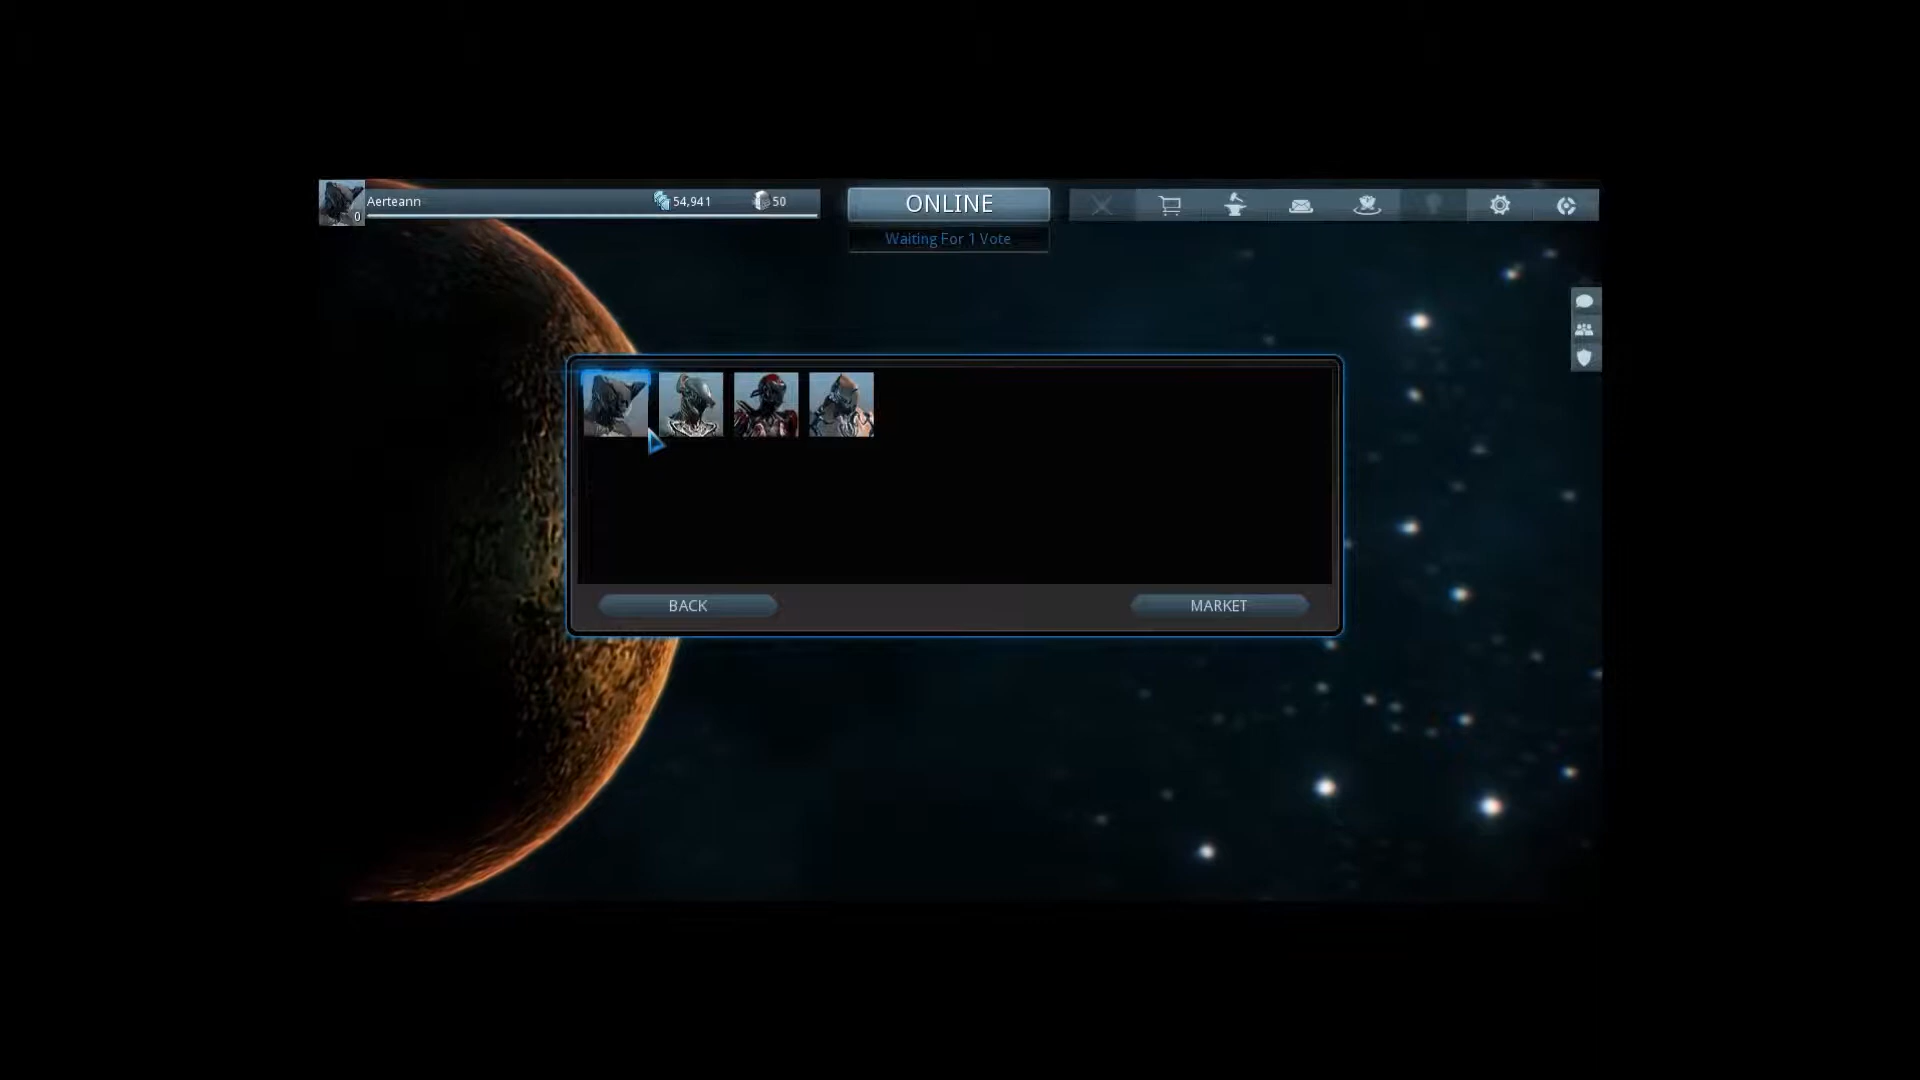 Aerteann
54,941
50
0
ONLINE
Waiting For 1 Vote
BACK
MARKET